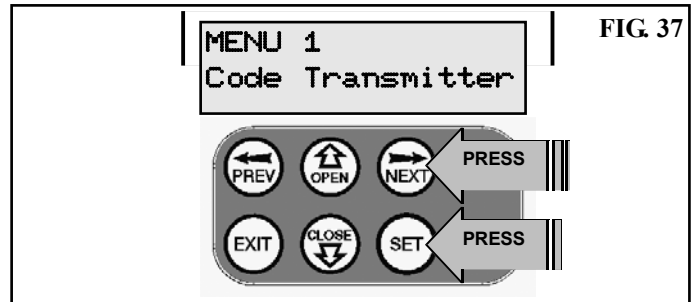 FIG. 37
MENU 1
Code Transmitter
PREV
OPEN
NEXT
PRESS
EXIT
CLOSE
SET
PRESS